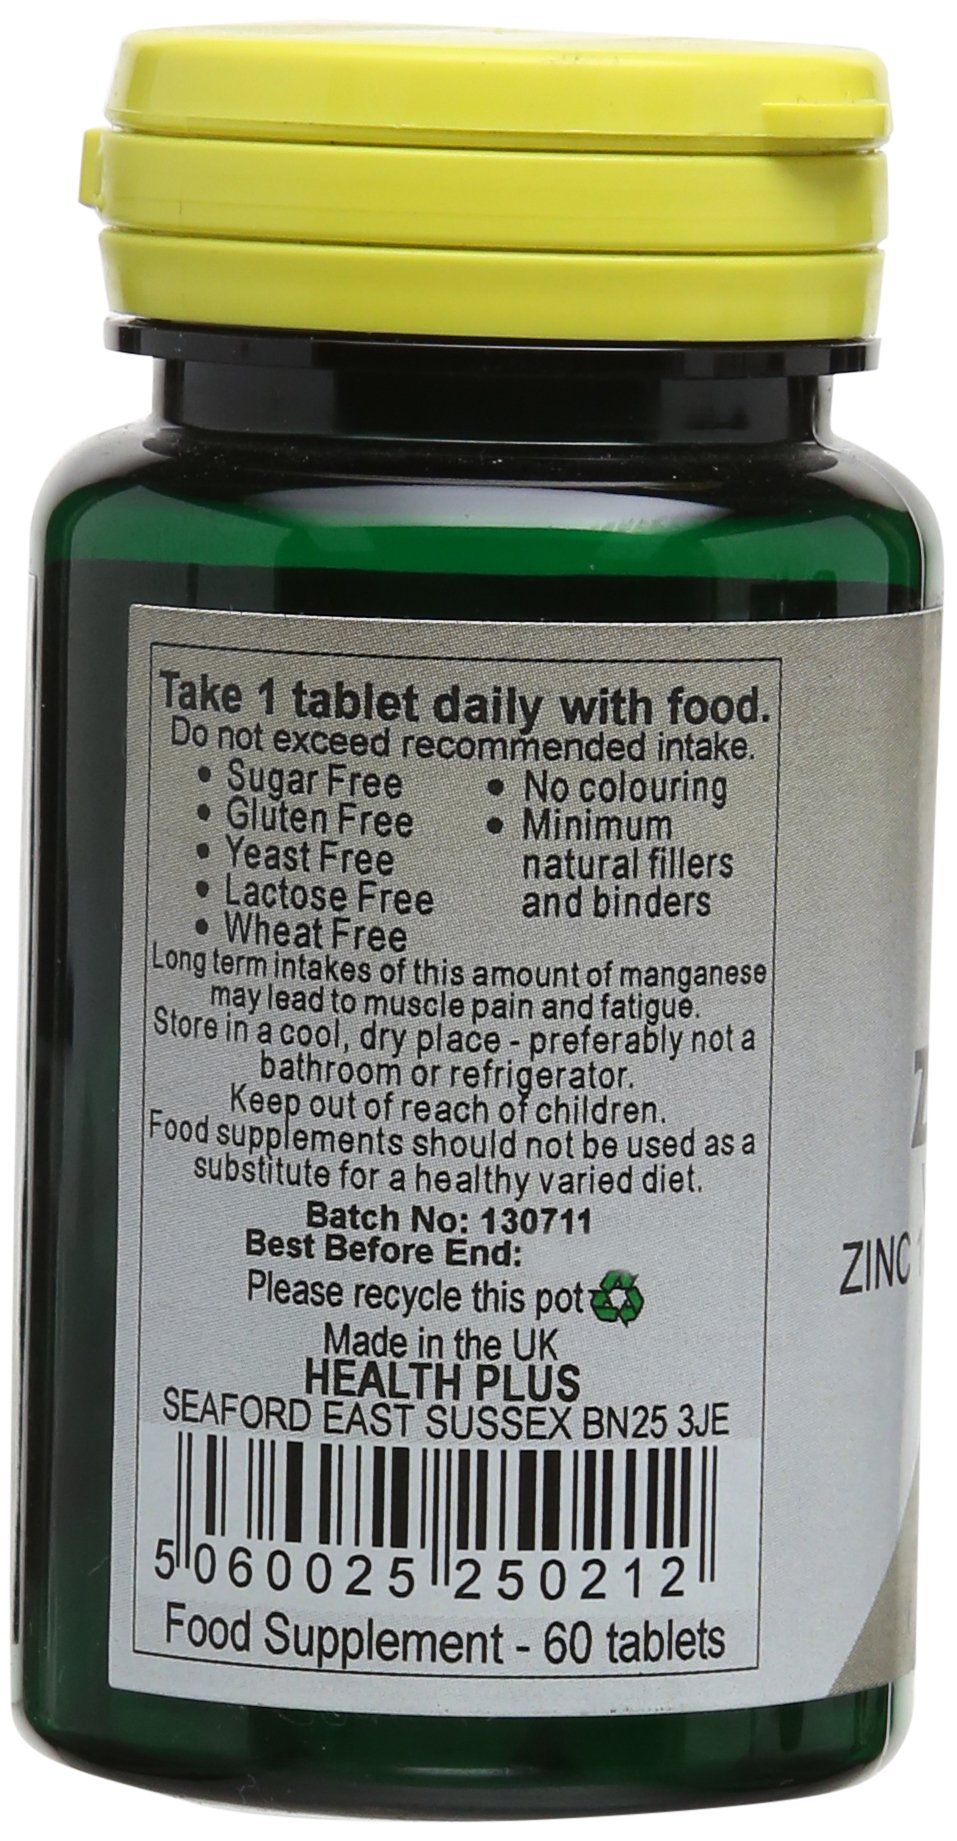 Take 1 tablet daily with food.
Do not exceed recommended intake.
• Sugar Free
• Gluten Free
• Yeast Free
• Lactose Free
• Wheat Free
• No colouring
• Minimum
natural fillers
and binders
Long term intakes of this amount of manganese
may lead to muscle pain and fatigue.
Store in a cool, dry place - preferably not a
bathroom or refrigerator.
Keep out of reach of children.
Food supplements should not be used as a
substitute for a healthy varied diet.
Batch No: 130711
Best Before End:
Please recycle this pot
Made in the UK
HEALTH PLUS
SEAFORD EAST SUSSEX BN25 3JE
5 060025 250212
Food Supplement - 60 tablets
ZINC